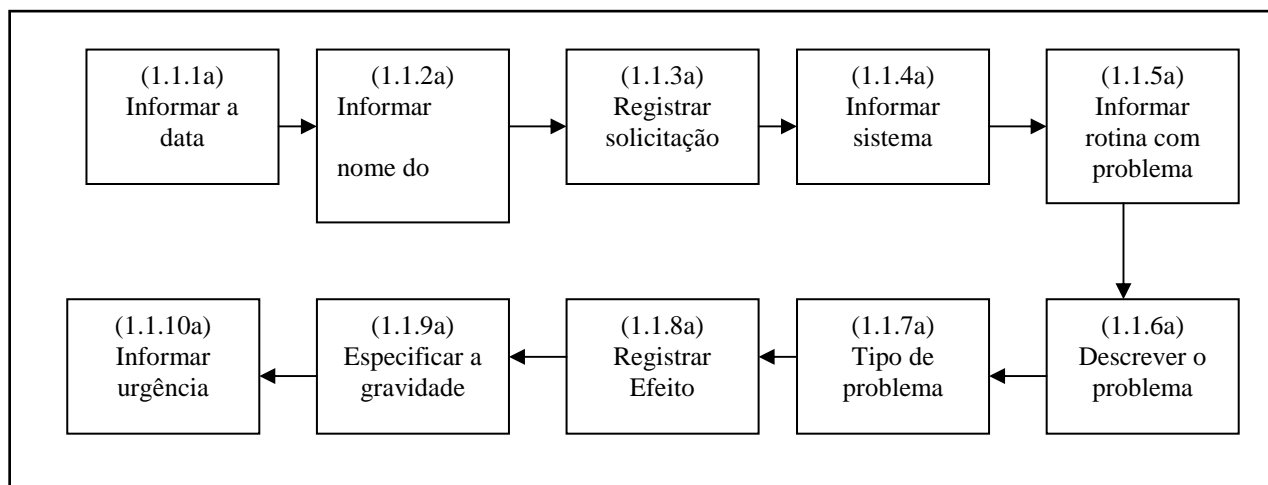 (1.1.1a)
Informar a
data
(1.1.2a)
Informar
nome do
(1.1.3a)
Registrar
solicitação
(1.1.4a)
Informar
sistema
(1.1.5a)
Informar
rotina com
problema
(1.1.6a)
Descrever o
problema
(1.1.7a)
Tipo de
problema
(1.1.8a)
Registrar
Efeito
(1.1.9a)
Especificar a
gravidade
(1.1.10a)
Informar
urgência